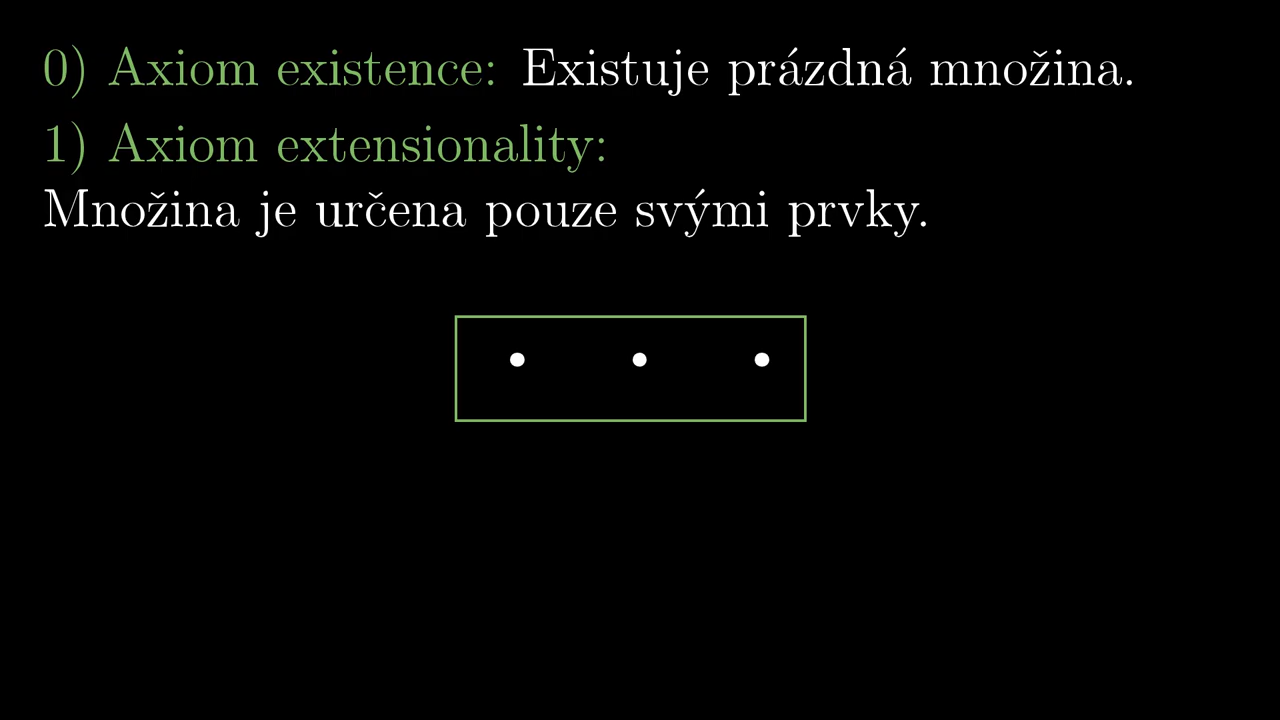 0) Axiom existence: Existuje prázdná množina.
1) Axiom extensionality:
Množina je určena pouze svými prvky.